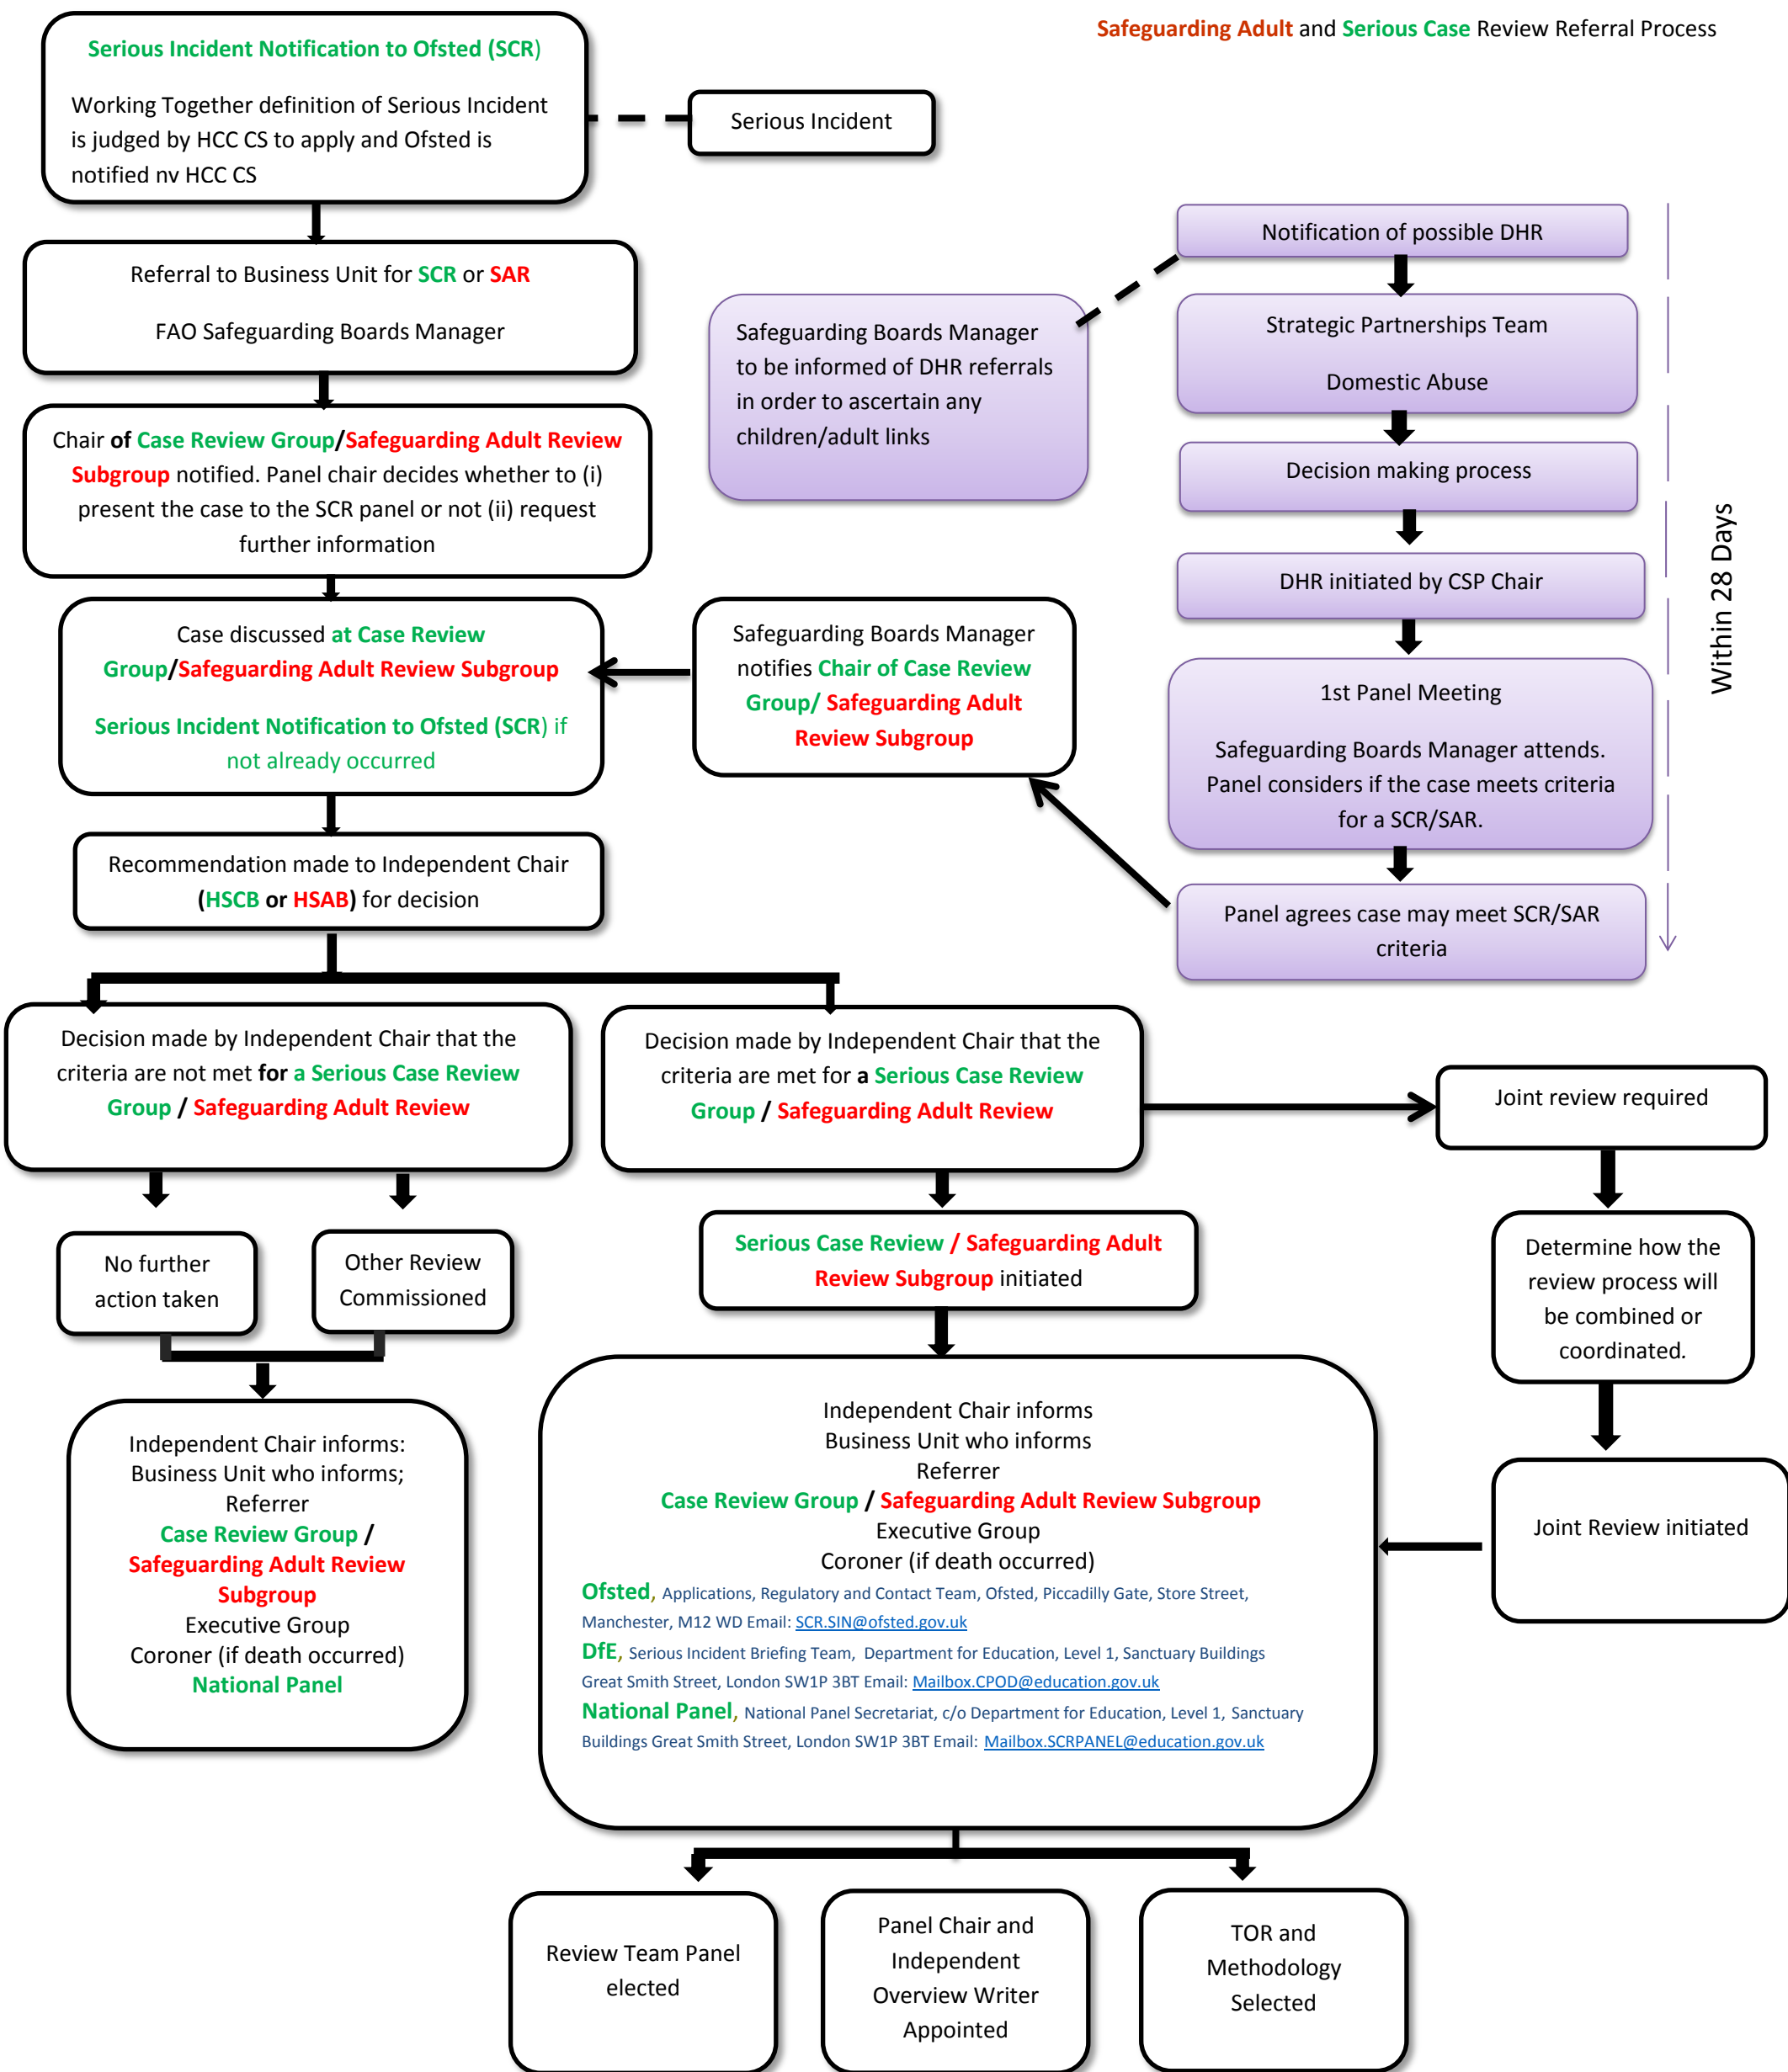 Safeguarding Adult and Serious Case Review Referral Process
Serious Incident Notification to Ofsted (SCR)
Working Together definition of Serious Incident
is judged by HCC CS to apply and Ofsted is
notified nv HCC CS
Serious Incident
Referral to Business Unit for SCR or SAR
FAO Safeguarding Boards Manager
Chair of Case Review Group/Safeguarding Adult Review
Subgroup notified. Panel chair decides whether to (i)
present the case to the SCR panel or not (ii) request
further information
Case discussed at Case Review
Group/Safeguarding Adult Review Subgroup
Serious Incident Notification to Ofsted (SCR) if
not already occurred
Safeguarding Boards Manager
notifies Chair of Case Review
Group/ Safeguarding Adult
Review Subgroup
Safeguarding Boards Manager
to be informed of DHR referrals
in order to ascertain any
children/adult links
Notification of possible DHR
Strategic Partnerships Team
Domestic Abuse
Decision making process
DHR initiated by CSP Chair
1st Panel Meeting
Safeguarding Boards Manager attends.
Panel considers if the case meets criteria
for a SCR/SAR.
Panel agrees case may meet SCR/SAR
criteria
Within 28 Days
Recommendation made to Independent Chair
(HSCB or HSAB) for decision
Decision made by Independent Chair that the
criteria are not met for a Serious Case Review
Group / Safeguarding Adult Review
Decision made by Independent Chair that the
criteria are met for a Serious Case Review
Group / Safeguarding Adult Review
Joint review required
No further
action taken
Other Review
Commissioned
Serious Case Review / Safeguarding Adult
Review Subgroup initiated
Determine how the
review process will
be combined or
coordinated.
Independent Chair informs:
Business Unit who informs;
Referrer
Case Review Group /
Safeguarding Adult Review
Subgroup
Executive Group
Coroner (if death occurred)
National Panel
Independent Chair informs
Business Unit who informs
Referrer
Case Review Group / Safeguarding Adult Review Subgroup
Executive Group
Coroner (if death occurred)
Ofsted, Applications, Regulatory and Contact Team, Ofsted, Piccadilly Gate, Store Street,
Manchester, M12 WD Email: SCR.SIN@ofsted.gov.uk
DfE, Serious Incident Briefing Team, Department for Education, Level 1, Sanctuary Buildings
Great Smith Street, London SW1P 3BT Email: Mailbox.CPOD@education.gov.uk
National Panel, National Panel Secretariat, c/o Department for Education, Level 1, Sanctuary
Buildings Great Smith Street, London SW1P 3BT Email: Mailbox.SCRPANEL@education.gov.uk
Joint Review initiated
Review Team Panel
elected
Panel Chair and
Independent
Overview Writer
Appointed
TOR and
Methodology
Selected